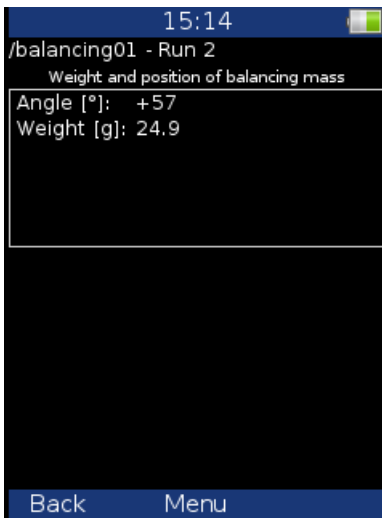 15:14
/balancing01 - Run 2
Weight and position of balancing mass
Angle [°]: +57
Weight [g]: 24.9
Back Menu